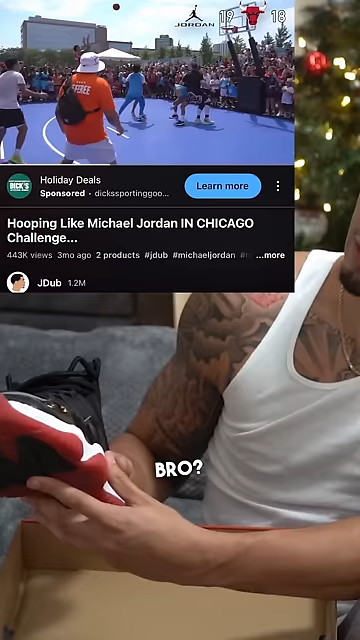 JORDAN
19 18
REFEREE
DICK'S
Holiday Deals
Sponsored · dickssportinggoo...
Learn more
Hooping Like Michael Jordan IN CHICAGO
Challenge...
443K views 3mo ago 2 products #jdub #michaeljordan #m ...more
JDub 1.2M
BRO?